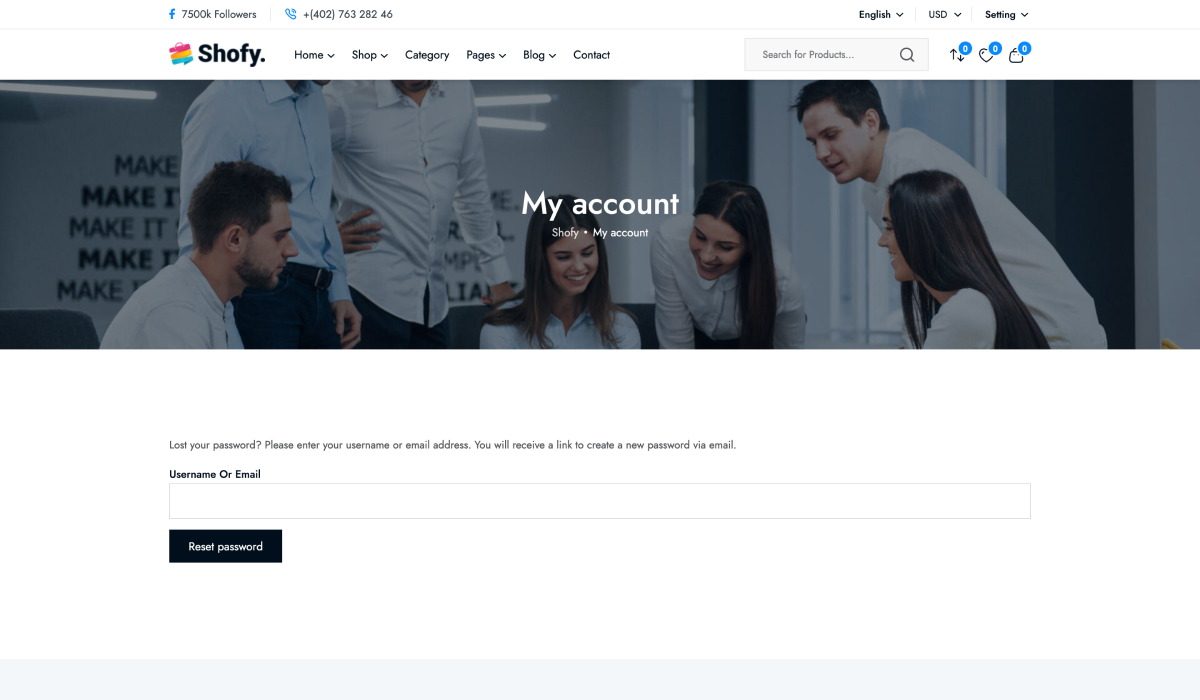 7500k Followers
+(402) 763 282 46
English
USD
Setting
Shofy.
Home
Shop
Category
Pages
Blog
Contact
Search for Products...
0
0
0
MAKE
MAKE I
MAKE IT
MAKE I
MAKE I
My account
Shofy • My account
Lost your password? Please enter your username or email address. You will receive a link to create a new password via email.
Username Or Email
Reset password